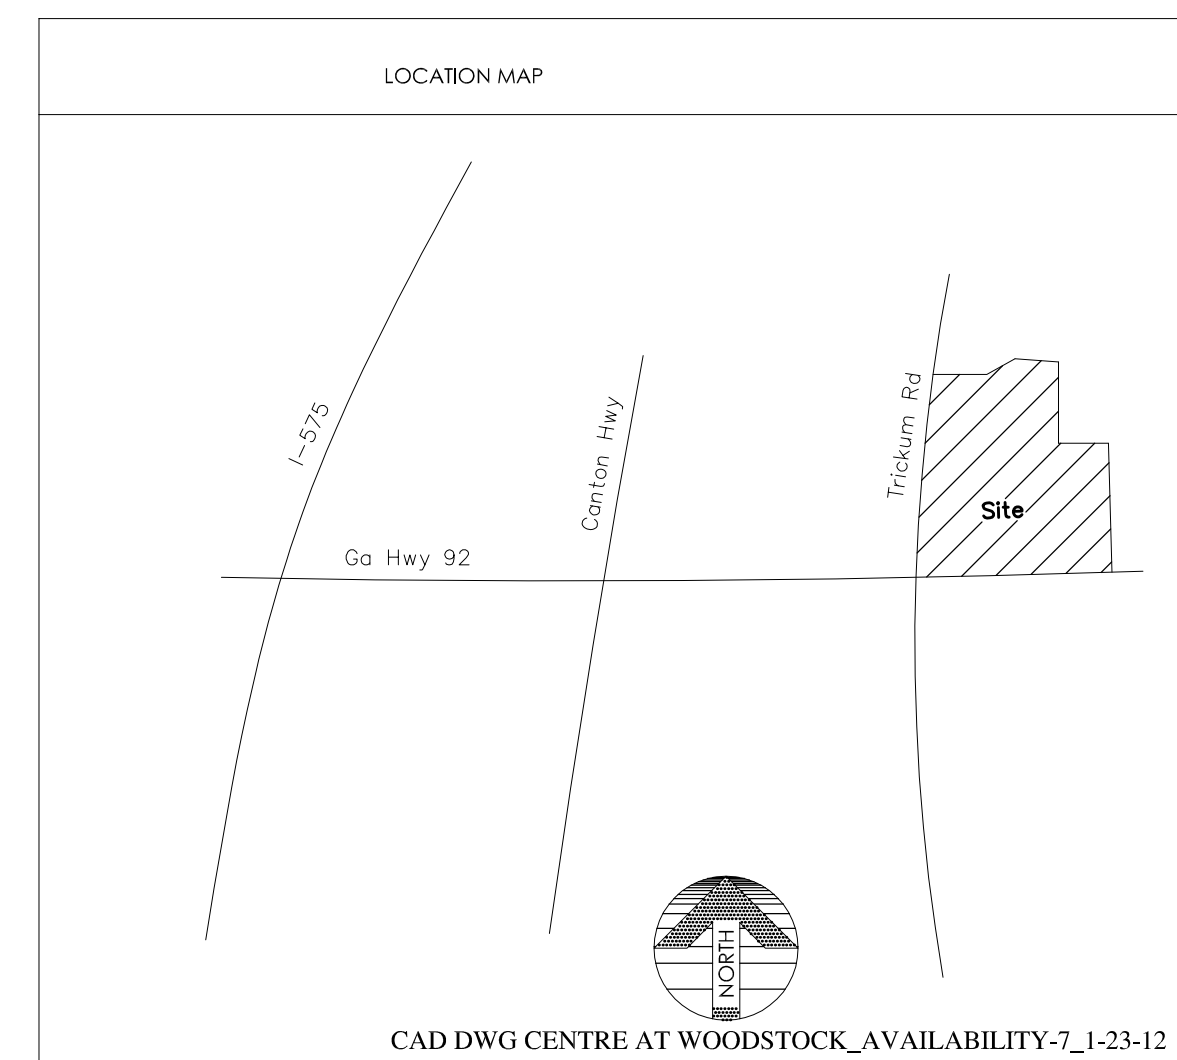 LOCATION MAP
I-575
Canton Hwy
Trickum Rd
Site
Ga Hwy 92
NORTH
CAD DWG CENTRE AT WOODSTOCK_AVAILABILITY-7_1-23-12